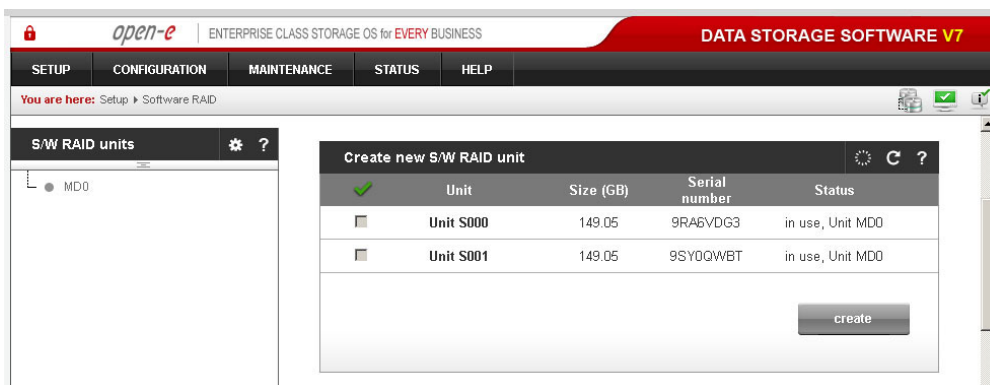 open-e ENTERPRISE CLASS STORAGE OS for EVERY BUSINESS DATA STORAGE SOFTWARE V7
SETUP CONFIGURATION MAINTENANCE STATUS HELP
You are here: Setup Software RAID
S/W RAID units ?
MD0
Create new S/W RAID unit ?
Unit Size (GB) Serial number Status
Unit S000 149.05 9RA6VDG3 in use, Unit MD0
Unit S001 149.05 9SY0QWBT in use, Unit MD0
create